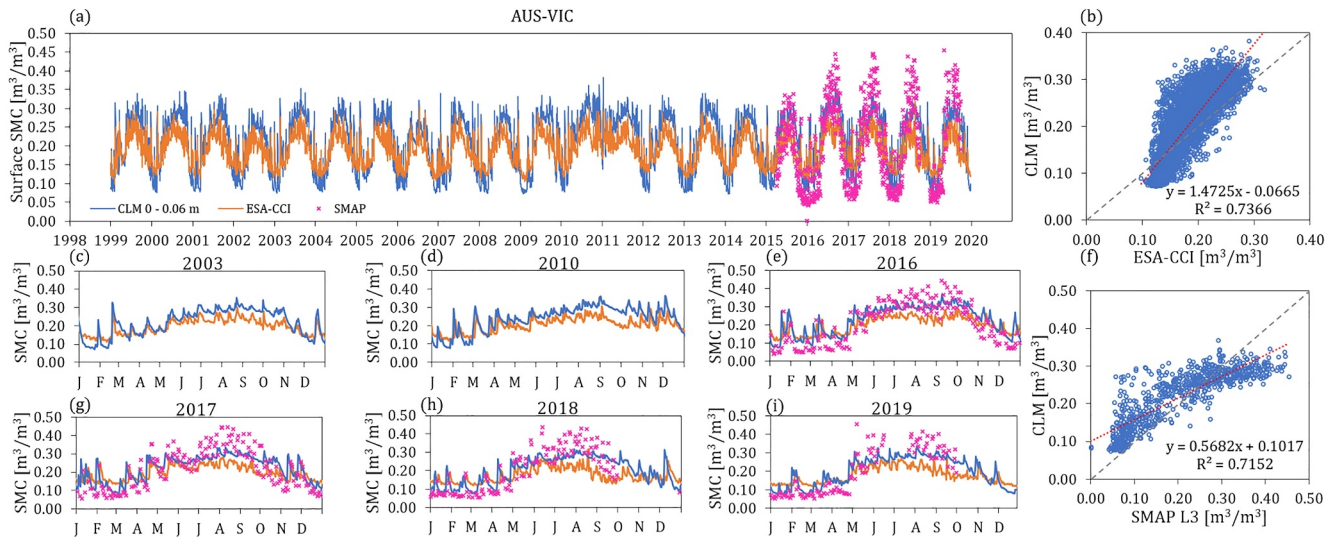 (a) AUS-VIC
Surface SMC [m³/m³]
0.50
0.45
0.40
0.35
0.30
0.25
0.20
0.15
0.10
0.05
0.00
CLM 0 - 0.06 m ESA-CCI SMAP
1998 1999 2000 2001 2002 2003 2004 2005 2006 2007 2008 2009 2010 2011 2012 2013 2014 2015 2016 2017 2018 2019 2020
(b)
CLM [m³/m³]
0.40
0.30
0.20
0.10
0.00
y = 1.4725x - 0.0665
R² = 0.7366
0.00 0.10 0.20 0.30 0.40
ESA-CCI [m³/m³]
(c) 2003
SMC [m³/m³]
0.50
0.40
0.30
0.20
0.10
0.00
J F M A M J J A S O N D
(d) 2010
SMC [m³/m³]
0.50
0.40
0.30
0.20
0.10
0.00
J F M A M J J A S O N D
(e) 2016
SMC [m³/m³]
0.50
0.40
0.30
0.20
0.10
0.00
J F M A M J J A S O N D
(f)
CLM [m³/m³]
0.50
0.40
0.30
0.20
0.10
0.00
y = 0.5682x + 0.1017
R² = 0.7152
0.00 0.10 0.20 0.30 0.40 0.50
SMAP L3 [m³/m³]
(g) 2017
SMC [m³/m³]
0.50
0.40
0.30
0.20
0.10
0.00
J F M A M J J A S O N D
(h) 2018
SMC [m³/m³]
0.50
0.40
0.30
0.20
0.10
0.00
J F M A M J J A S O N D
(i) 2019
SMC [m³/m³]
0.50
0.40
0.30
0.20
0.10
0.00
J F M A M J J A S O N D